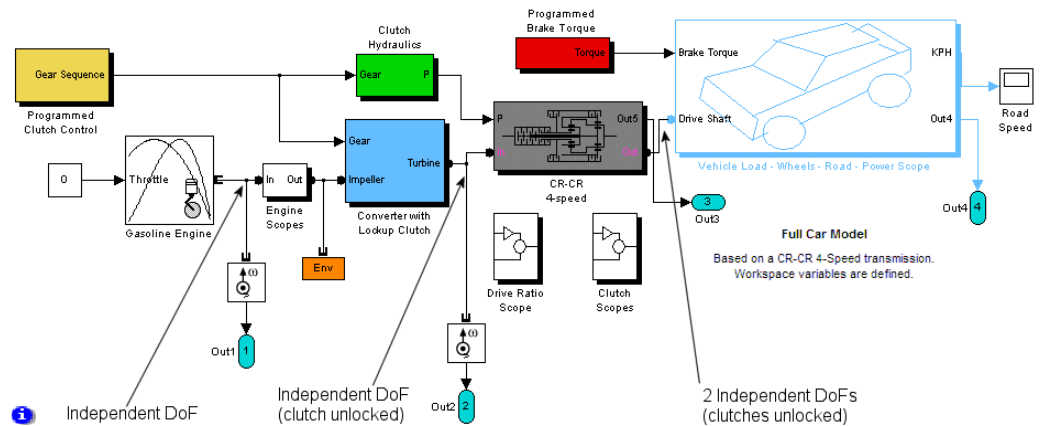 Programmed
Brake Torque
Clutch
Hydraulics
Gear Sequence
Gear
P
Torque
Brake Torque
KPH
Programmed
Clutch Control
Road
Speed
P
Out5
In
Out
Drive Shaft
Out4
Gear
Turbine
Impeller
0
Throttle
In
Out
Vehicle Load - Wheels - Road - Power Scope
CR-CR
4-speed
Engine
Scopes
Gasoline Engine
Converter with
Lookup Clutch
3
Out3
Out4
4
Full Car Model
Based on a CR-CR 4-Speed transmission.
Workspace variables are defined.
Env
ω
Drive Ratio
Scope
Clutch
Scopes
ω
Out1
1
Out2
2
i
Independent DoF
Independent DoF
(clutch unlocked)
2 Independent DoFs
(clutches unlocked)